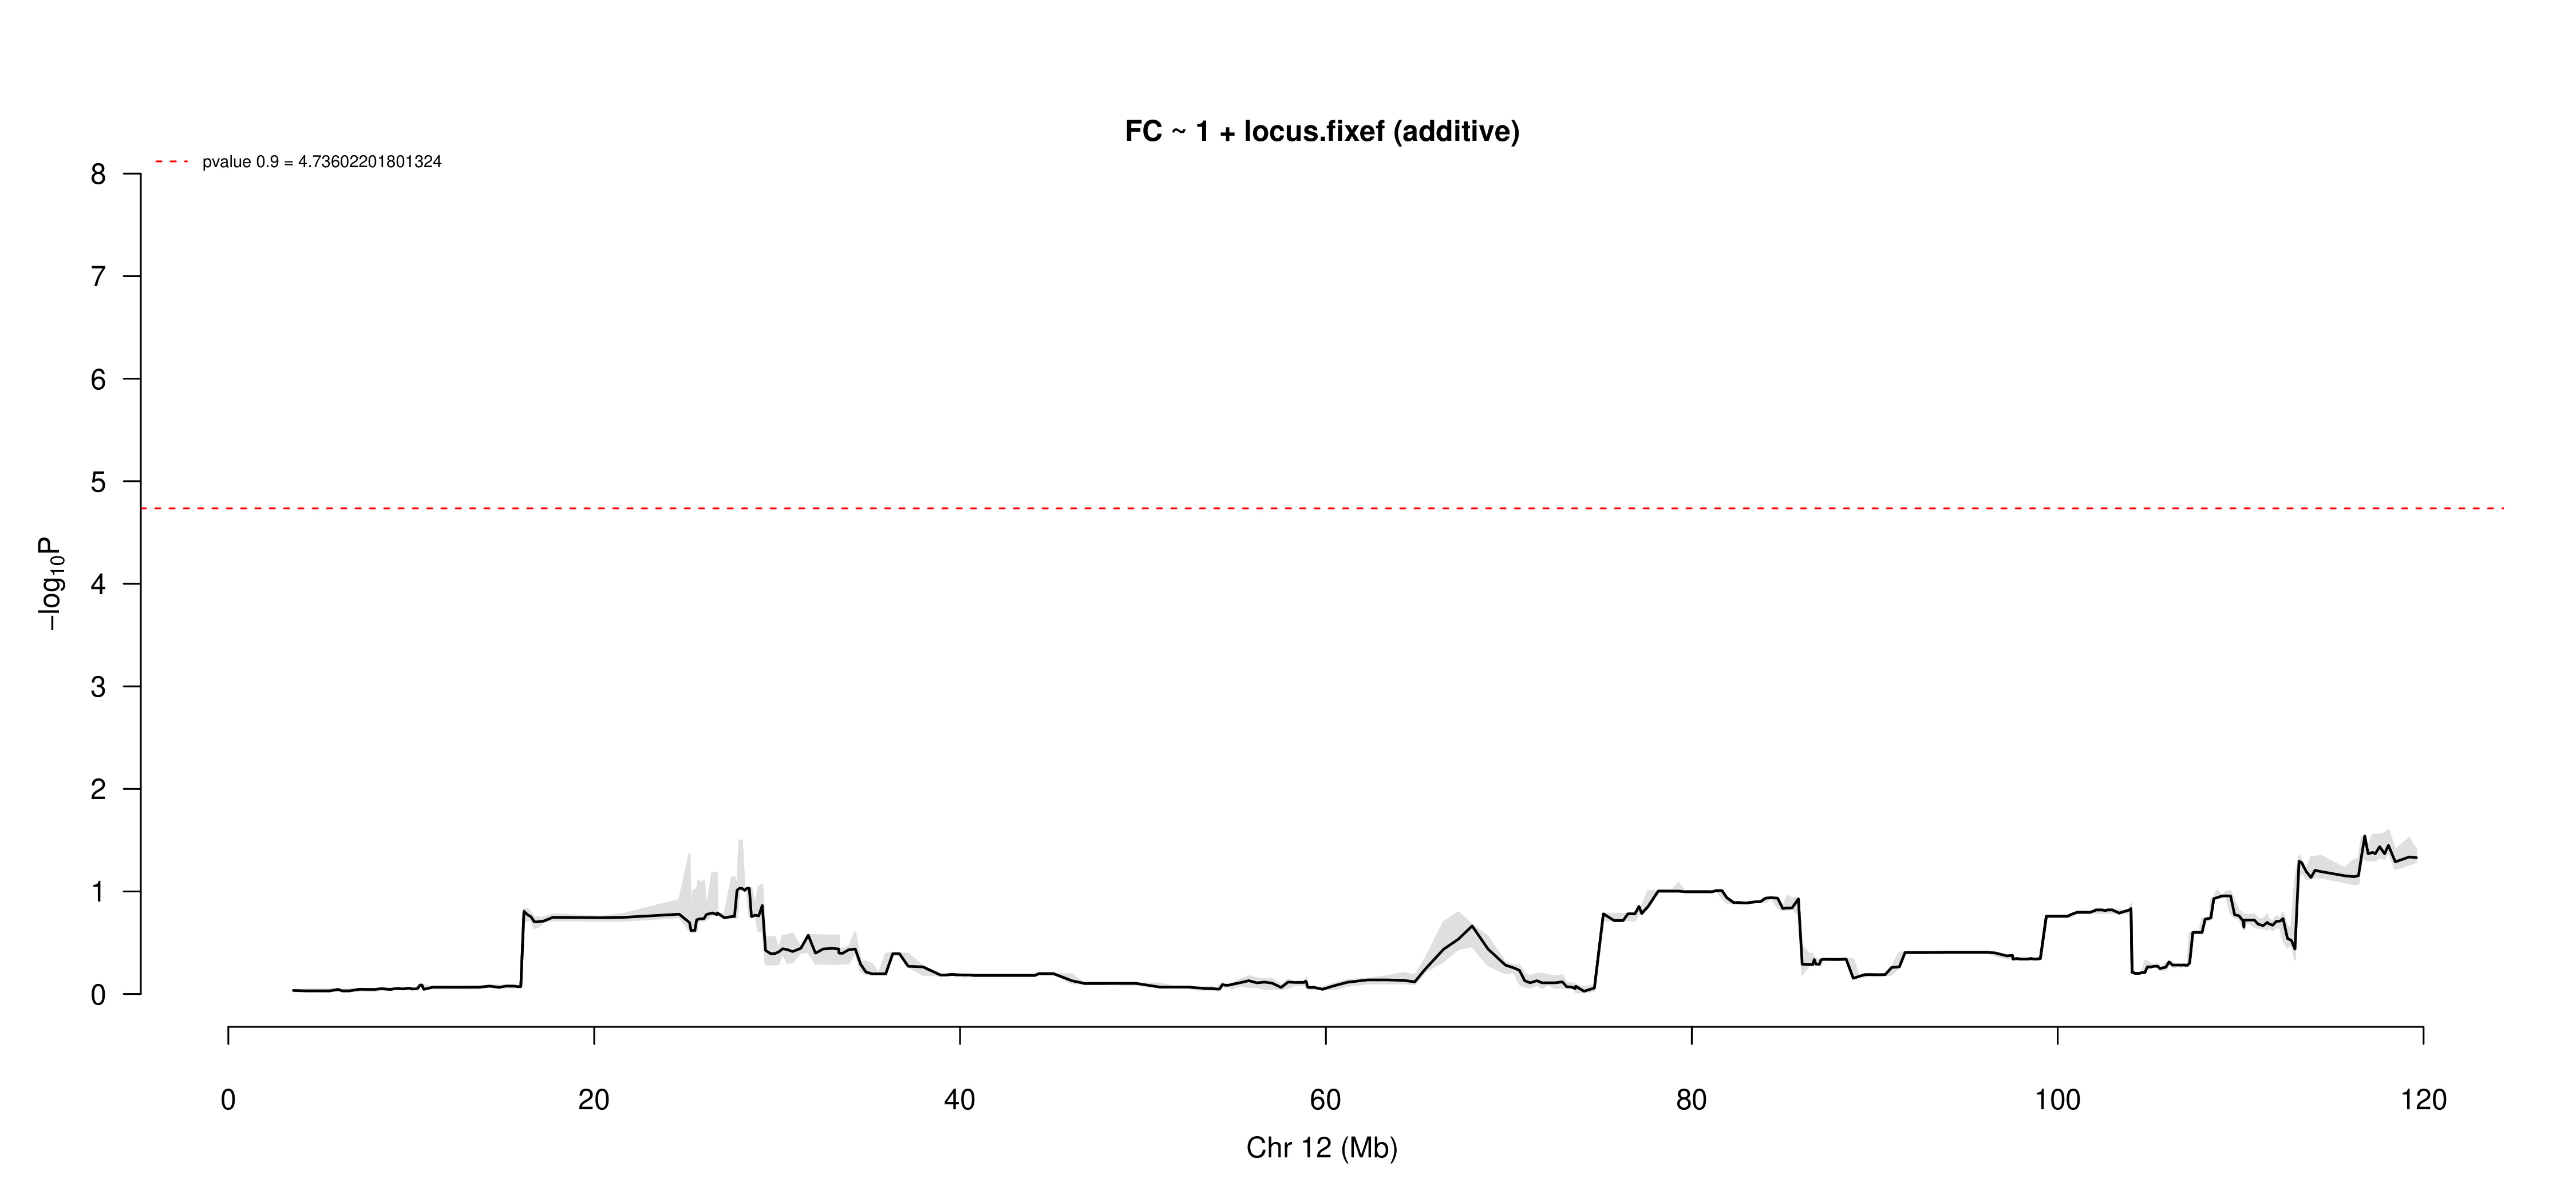 FC ~ 1 + locus.fixef (additive)
pvalue 0.9 = 4.73602201801324
8
7
6
5
4
3
2
1
0
−log10P
0 20 40 60 80 100 120
Chr 12 (Mb)